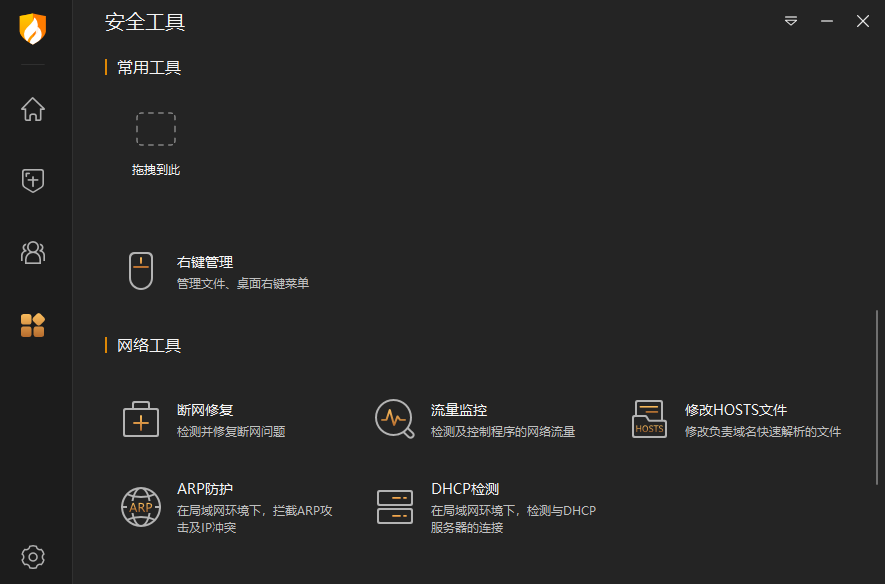 安全工具
常用工具
拖拽到此
右键管理
管理文件、桌面右键菜单
网络工具
断网修复
检测并修复断网问题
流量监控
检测及控制程序的网络流量
HOSTS
修改HOSTS文件
修改负责域名快速解析的文件
ARP
ARP防护
在局域网环境下，拦截ARP攻
击及IP冲突
DHCP检测
在局域网环境下，检测与DHCP
服务器的连接